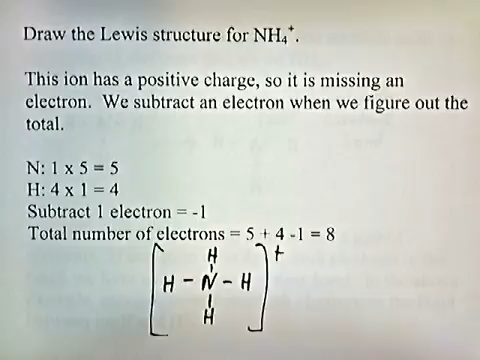 Draw the Lewis structure for NH₄⁺.
This ion has a positive charge, so it is missing an
electron. We subtract an electron when we figure out the
total.
N: 1 x 5 = 5
H: 4 x 1 = 4
Subtract 1 electron = -1
Total number of electrons = 5 + 4 -1 = 8
H +
H - N - H
H